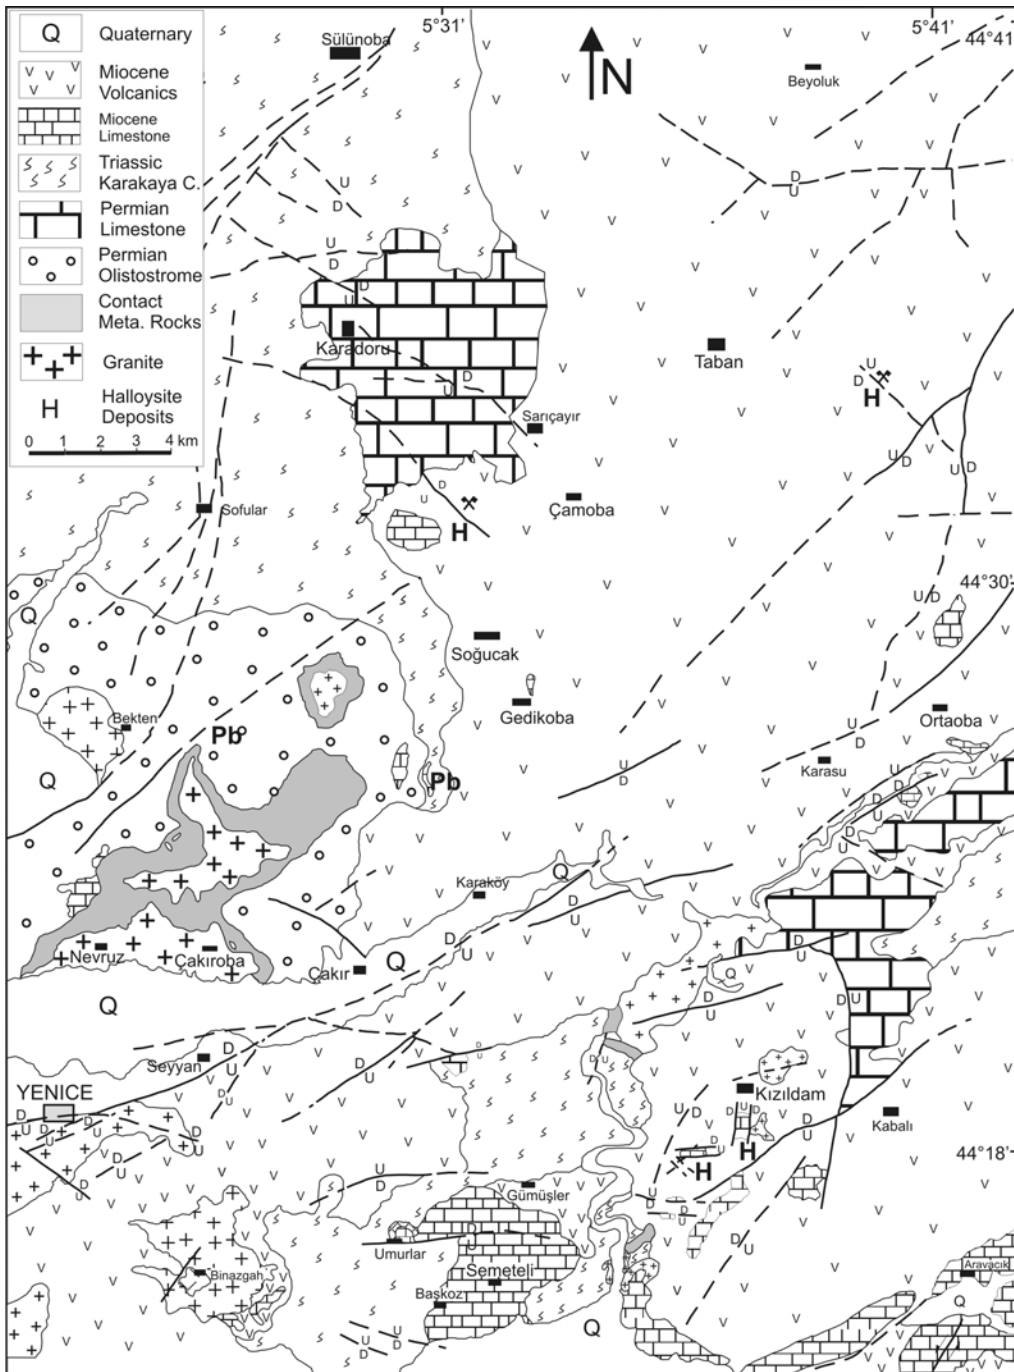 Q Quaternary
Miocene
Volcanics
Miocene
Limestone
Triassic
Karakaya C.
Permian
Limestone
Permian
Olistostrome
Contact
Meta. Rocks
Granite
H Halloysite
Deposits
0 1 2 3 4 km
5°31'
5°41'
44°41'
N
Sülünoba
Beyoluk
U
D
D
U
U
D
U
D
Karadoru
Taban
D
U
U
D
H
Sarıçayır
U D
Sofular
Çamoba
U D
H
44°30'
Q
U D
Soğucak
Gedikoba
Ortaoba
Bekten
Pb
Q
Pb
U
D
Karasu
U
D
Karaköy
Q
D
U
Nevruz
Çakıroba
Çakır
Q
D
U
D
U
Q
D
U
D U
Q
Seyyan
D
U
D
U
YENICE
D
U
Kızıldam
Kabalı
U D
D
U
H
H
44°18'
Gümüşler
U
D
Umurlar
D
U
Semeteli
Binazgah
Başkoz
Q
D
U
Aravacık
Q
U
D